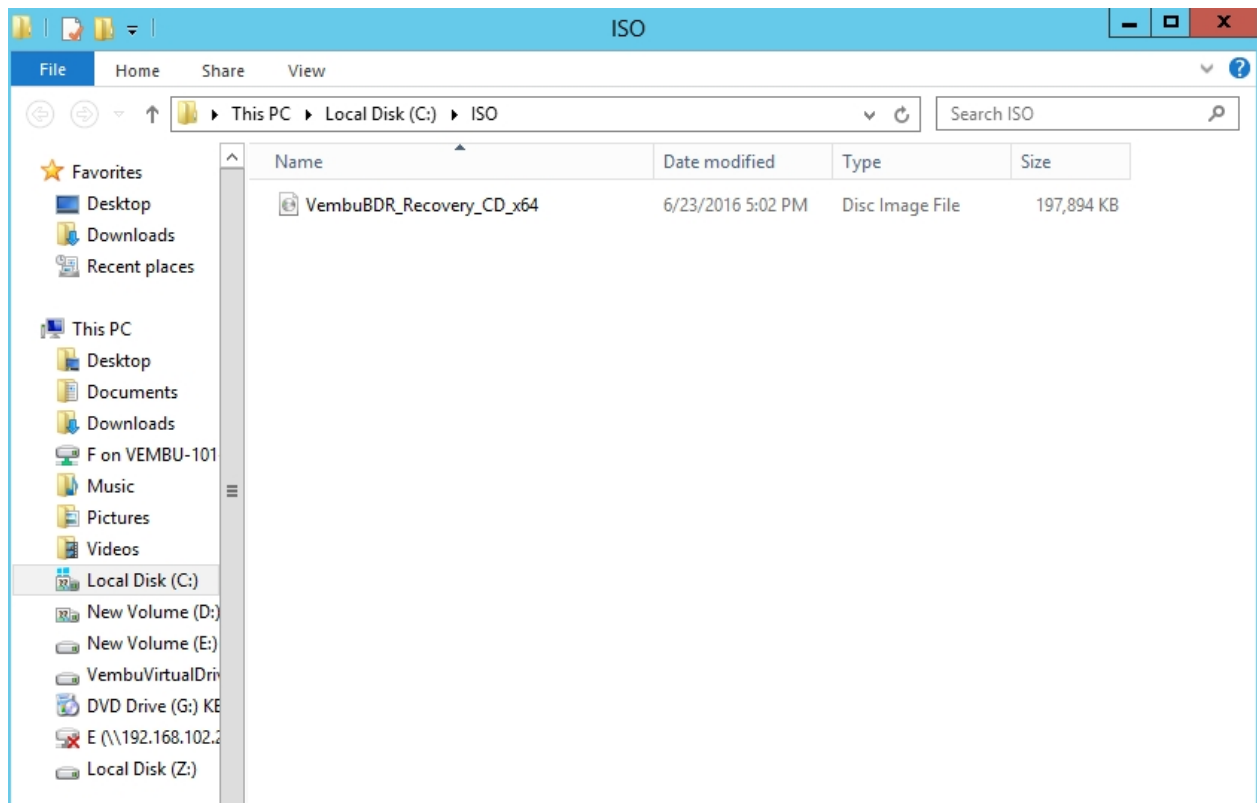 ISO
File Home Share View
This PC Local Disk (C:) ISO
Search ISO
Name Date modified Type Size
VembuBDR_Recovery_CD_x64 6/23/2016 5:02 PM Disc Image File 197,894 KB
Favorites
Desktop
Downloads
Recent places
This PC
Desktop
Documents
Downloads
F on VEMBU-101
Music
Pictures
Videos
Local Disk (C:)
New Volume (D:)
New Volume (E:)
VembuVirtualDriv
DVD Drive (G:) KE
E (\\192.168.102.2
Local Disk (Z:)